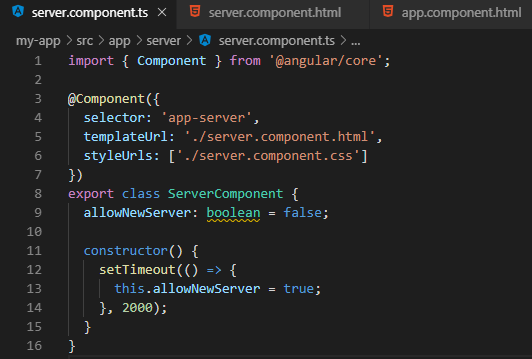 server.component.ts × server.component.html app.component.html
my-app > src > app > server > server.component.ts > ...
1 import { Component } from '@angular/core';
2
3 @Component({
4   selector: 'app-server',
5   templateUrl: './server.component.html',
6   styleUrls: ['./server.component.css']
7 })
8 export class ServerComponent {
9   allowNewServer: boolean = false;
10
11   constructor() {
12     setTimeout(() => {
13       this.allowNewServer = true;
14     }, 2000);
15   }
16 }